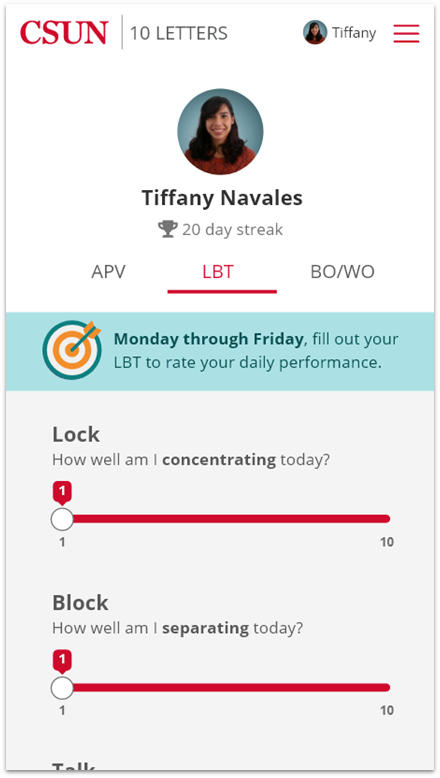 CSUN 10 LETTERS Tiffany
Tiffany Navales
20 day streak
APV LBT BO/WO
Monday through Friday, fill out your
LBT to rate your daily performance.
Lock
How well am I concentrating today?
1
1 10
Block
How well am I separating today?
1
1 10
Talk